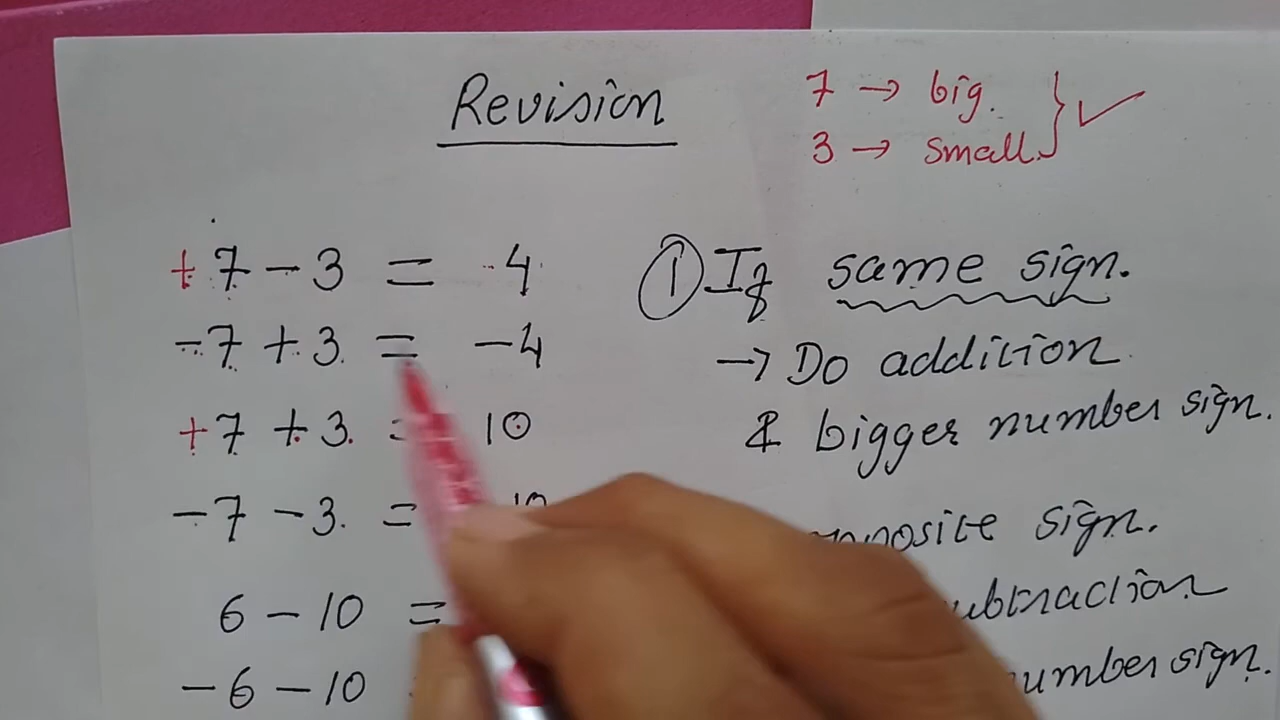 Revision
7 → big.
3 → small.
+7 - 3 = 4
-7 + 3 = -4
+7 + 3 = 10
-7 - 3 =
6 - 10 =
-6 - 10
① If same sign.
→ Do addition
& bigger number sign.
sign.
number sign.